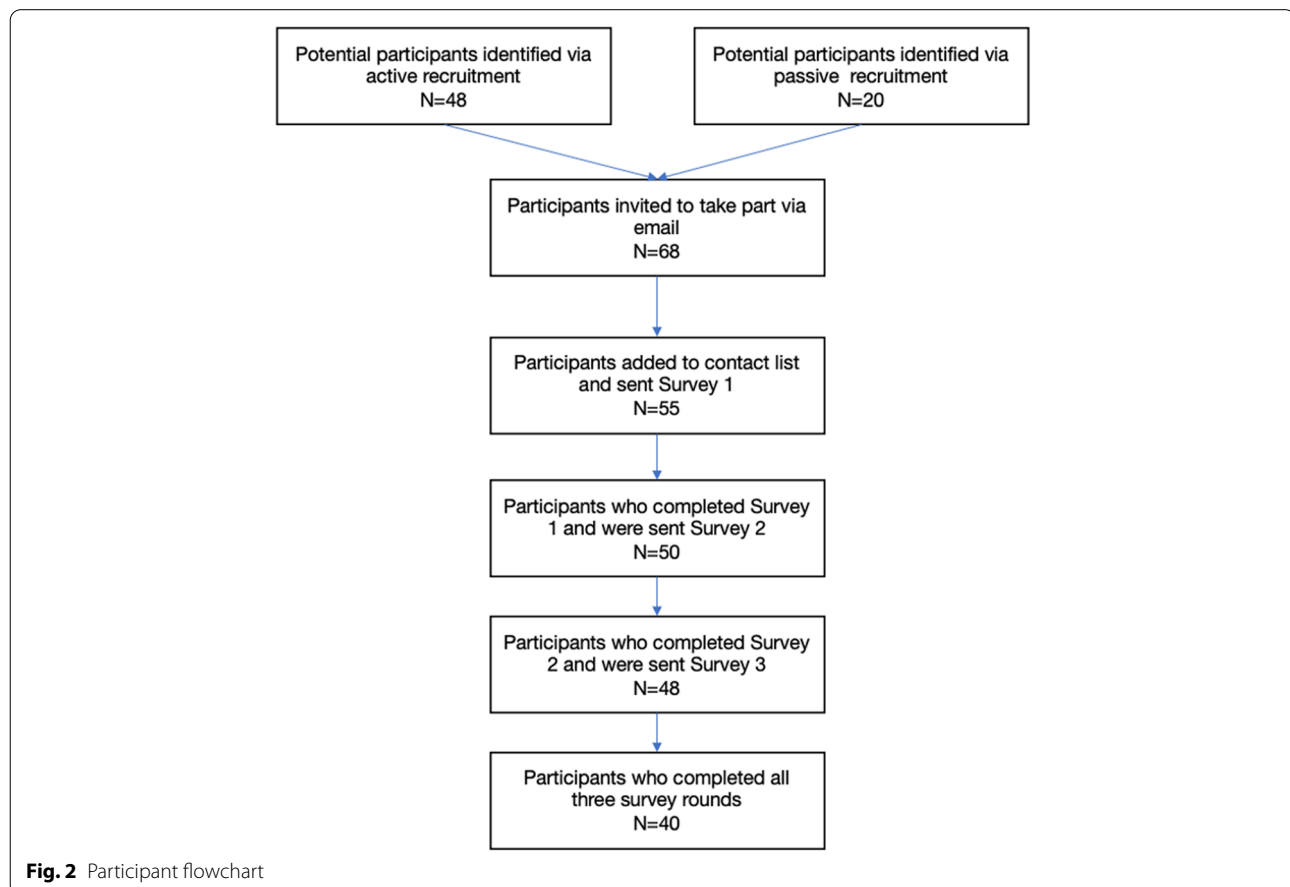 Potential participants identified via
active recruitment
N=48
Potential participants identified via
passive recruitment
N=20
Participants invited to take part via
email
N=68
Participants added to contact list
and sent Survey 1
N=55
Participants who completed Survey
1 and were sent Survey 2
N=50
Participants who completed Survey
2 and were sent Survey 3
N=48
Participants who completed all
three survey rounds
N=40
Fig. 2 Participant flowchart